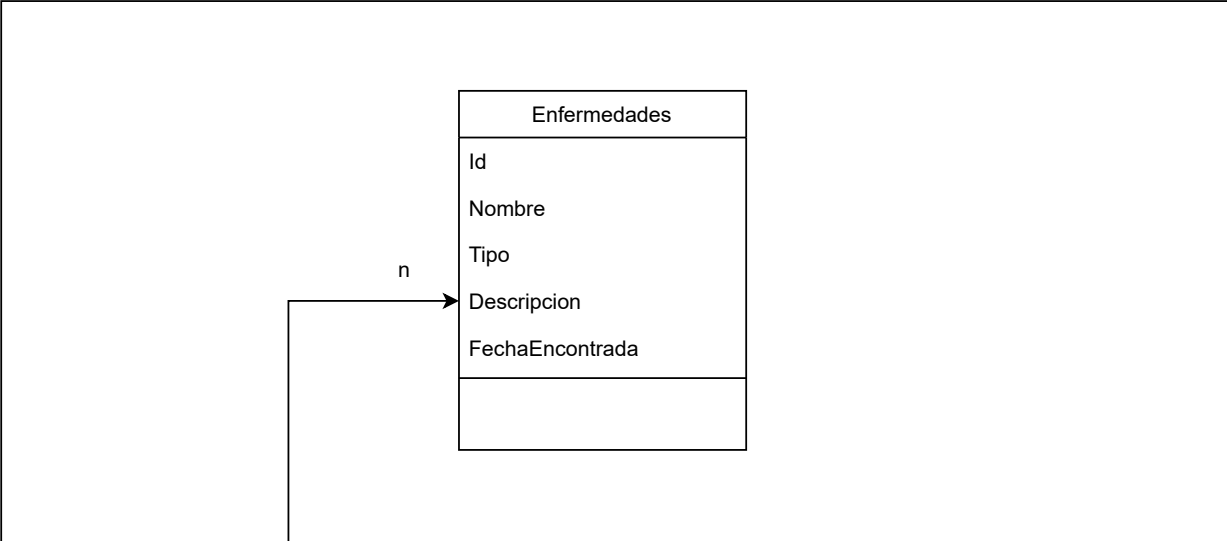 Enfermedades
Id
Nombre
Tipo
n
Descripcion
FechaEncontrada